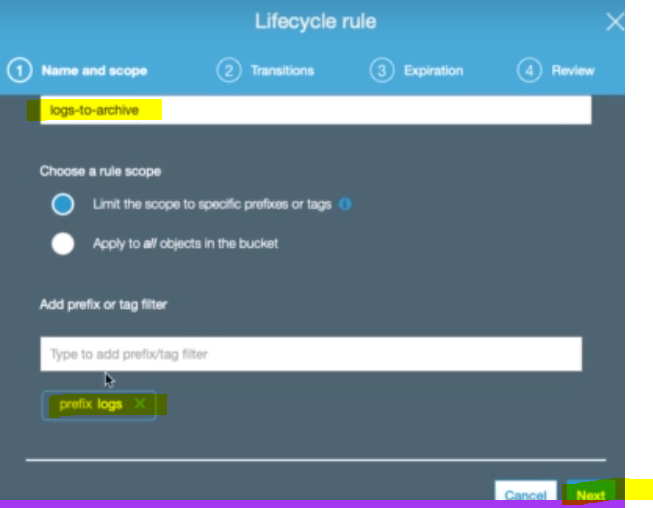 Lifecycle rule
1 Name and scope 2 Transitions 3 Expiration 4 Review
logs-to-archive
Choose a rule scope
Limit the scope to specific prefixes or tags
Apply to all objects in the bucket
Add prefix or tag filter
Type to add prefix/tag filter
prefix logs
Cancel Next